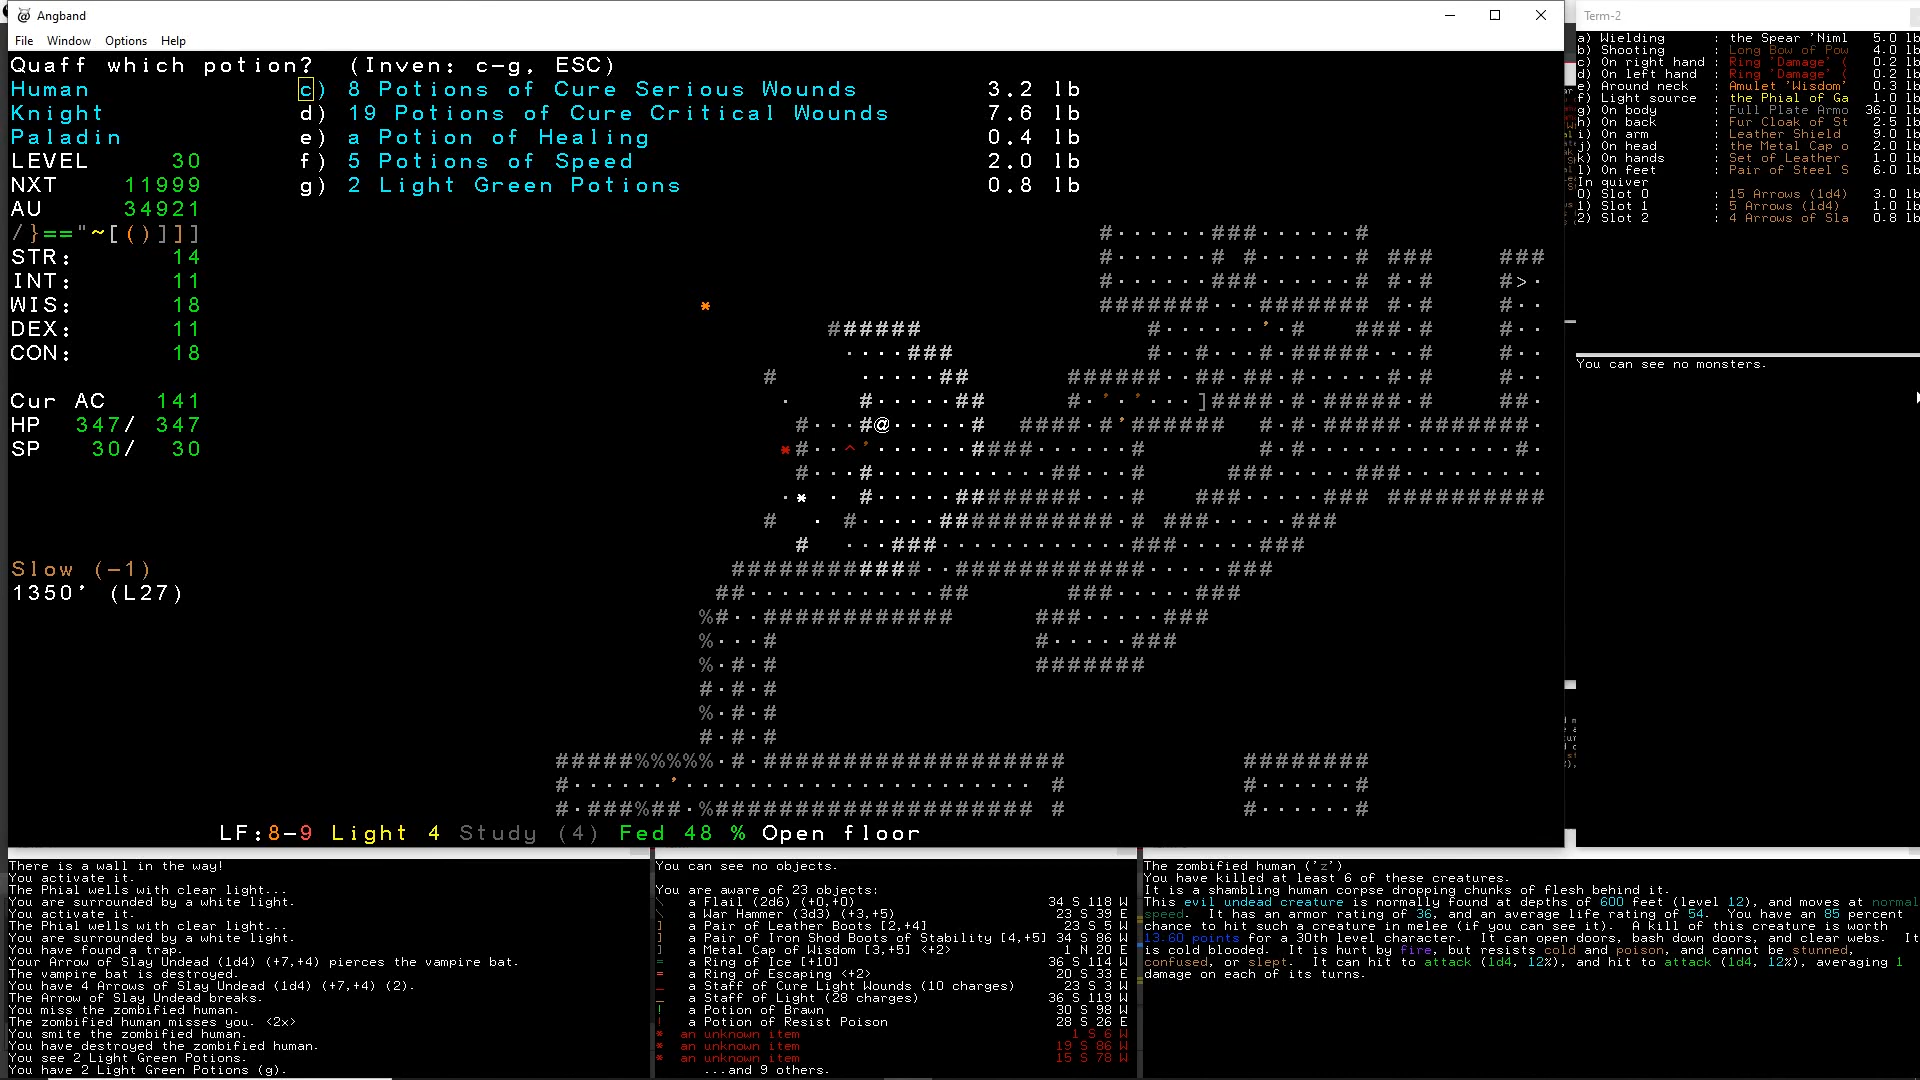 Angband
File Window Options Help
Quaff which potion? (Inven: c-g, ESC)
Human
c) 8 Potions of Cure Serious Wounds 3.2 lb
Knight
d) 19 Potions of Cure Critical Wounds 7.6 lb
Paladin
e) a Potion of Healing 0.4 lb
LEVEL 30
f) 5 Potions of Speed 2.0 lb
NXT 11999
g) 2 Light Green Potions 0.8 lb
AU 34921
STR: 14
INT: 11
WIS: 18
DEX: 11
CON: 18
Cur AC 141
HP 347/ 347
SP 30/ 30
Slow (-1)
1350' (L27)
LF:8-9 Light 4 Study (4) Fed 48 % Open floor
Term-2
a) Wielding : the Spear 'Niml 5.0 lb
b) Shooting : Long Bow of Pow 4.0 lb
c) On right hand : Ring 'Damage' ( 0.2 lb
d) On left hand : Ring 'Damage' ( 0.2 lb
e) Around neck : Amulet 'Wisdom' 0.3 lb
f) Light source : the Phial of Ga 1.0 lb
g) On body : Full Plate Armo 36.0 lb
h) On back : Fur Cloak of St 2.5 lb
i) On arm : Leather Shield 9.0 lb
j) On head : the Metal Cap o 2.0 lb
k) On hands : Set of Leather 1.0 lb
l) On feet : Pair of Steel S 6.0 lb
In quiver
0) Slot 0 : 15 Arrows (1d4) 3.0 lb
1) Slot 1 : 5 Arrows (1d4) 1.0 lb
2) Slot 2 : 4 Arrows of Sla 0.8 lb
You can see no monsters.
There is a wall in the way!
You activate it.
The Phial wells with clear light...
You are surrounded by a white light.
You activate it.
The Phial wells with clear light...
You are surrounded by a white light.
You have found a trap.
Your Arrow of Slay Undead (1d4) (+7,+4) pierces the vampire bat.
The vampire bat is destroyed.
You have 4 Arrows of Slay Undead (1d4) (+7,+4) (2).
The Arrow of Slay Undead breaks.
You miss the zombified human.
The zombified human misses you. <2x>
You smite the zombified human.
You have destroyed the zombified human.
You see 2 Light Green Potions.
You have 2 Light Green Potions (g).
You can see no objects.
You are aware of 23 objects:
a Flail (2d6) (+0,+0) 34 S 118 W
a War Hammer (3d3) (+3,+5) 23 S 39 E
a Pair of Leather Boots [2,+4] 23 S 5 W
a Pair of Iron Shod Boots of Stability [4,+5] 34 S 86 W
a Metal Cap of Wisdom [3,+5] <+2> 1 N 20 E
a Ring of Ice [+10] 36 S 114 W
a Ring of Escaping <+2> 20 S 33 E
a Staff of Cure Light Wounds (10 charges) 23 S 3 W
a Staff of Light (28 charges) 36 S 119 W
a Potion of Brawn 30 S 98 W
a Potion of Resist Poison 28 S 26 E
an unknown item 1 S 6 W
an unknown item 19 S 86 W
an unknown item 15 S 78 W
...and 9 others.
The zombified human ('z')
You have killed at least 6 of these creatures.
It is a shambling human corpse dropping chunks of flesh behind it.
This evil undead creature is normally found at depths of 600 feet (level 12), and moves at normal
speed. It has an armor rating of 36, and an average life rating of 54. You have an 85 percent
chance to hit such a creature in melee (if you can see it). A kill of this creature is worth
13.60 points for a 30th level character. It can open doors, bash down doors, and clear webs. It
is cold blooded. It is hurt by fire, but resists cold and poison, and cannot be stunned,
confused, or slept. It can hit to attack (1d4, 12%), and hit to attack (1d4, 12%), averaging 1
damage on each of its turns.